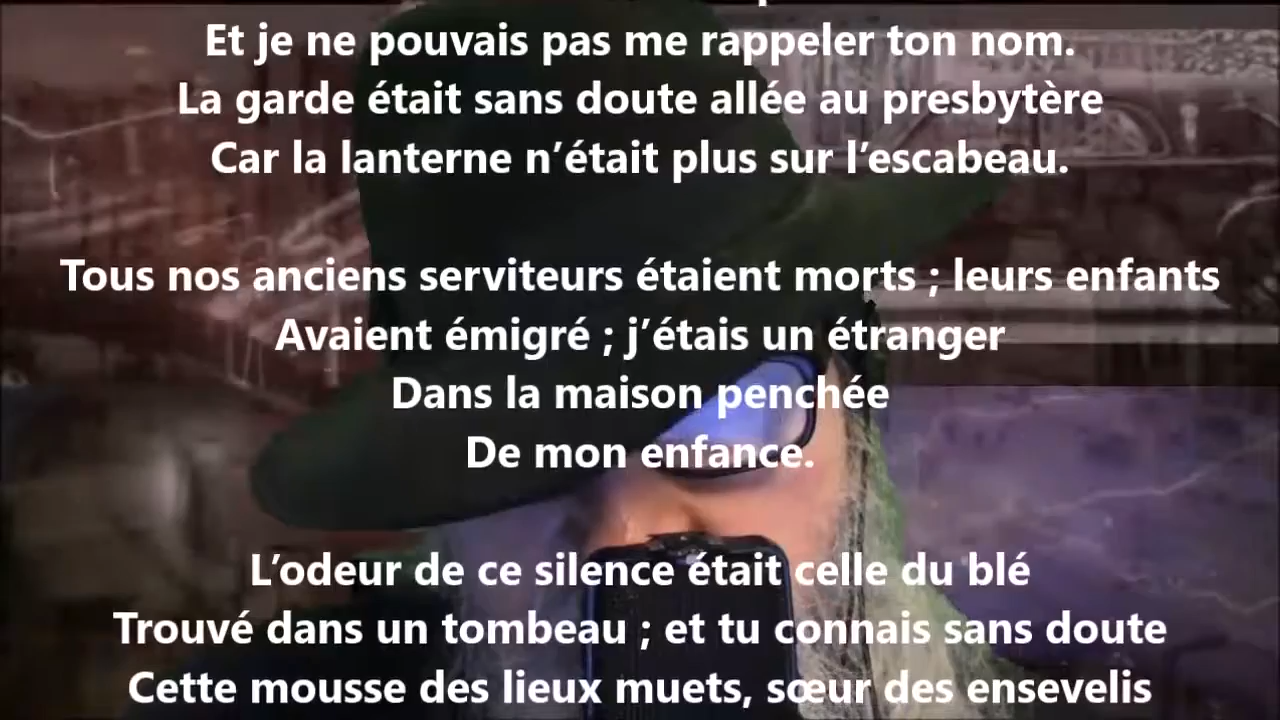 Et je ne pouvais pas me rappeler ton nom.
La garde était sans doute allée au presbytère
Car la lanterne n’était plus sur l’escabeau.
Tous nos anciens serviteurs étaient morts ; leurs enfants
Avaient émigré ; j’étais un étranger
Dans la maison penchée
De mon enfance.
L’odeur de ce silence était celle du blé
Trouvé dans un tombeau ; et tu connais sans doute
Cette mousse des lieux muets, sœur des ensevelis